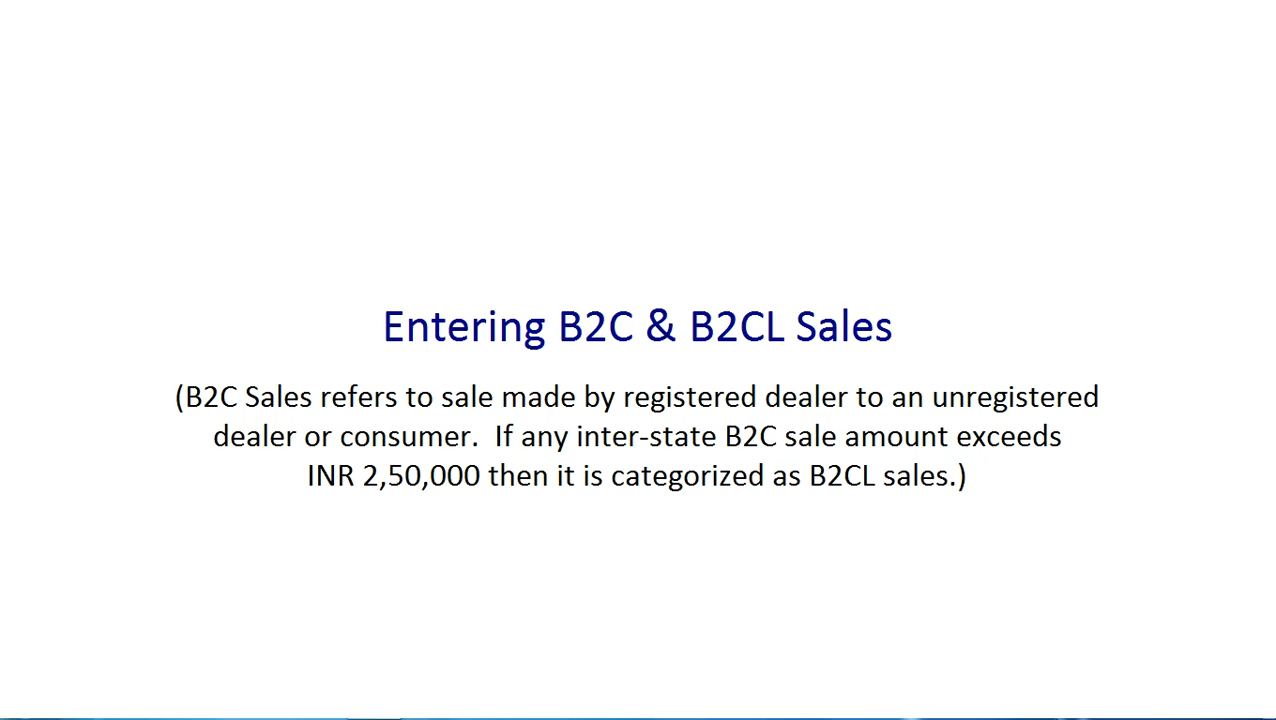 Entering B2C & B2CL Sales
(B2C Sales refers to sale made by registered dealer to an unregistered
dealer or consumer.  If any inter-state B2C sale amount exceeds
INR 2,50,000 then it is categorized as B2CL sales.)